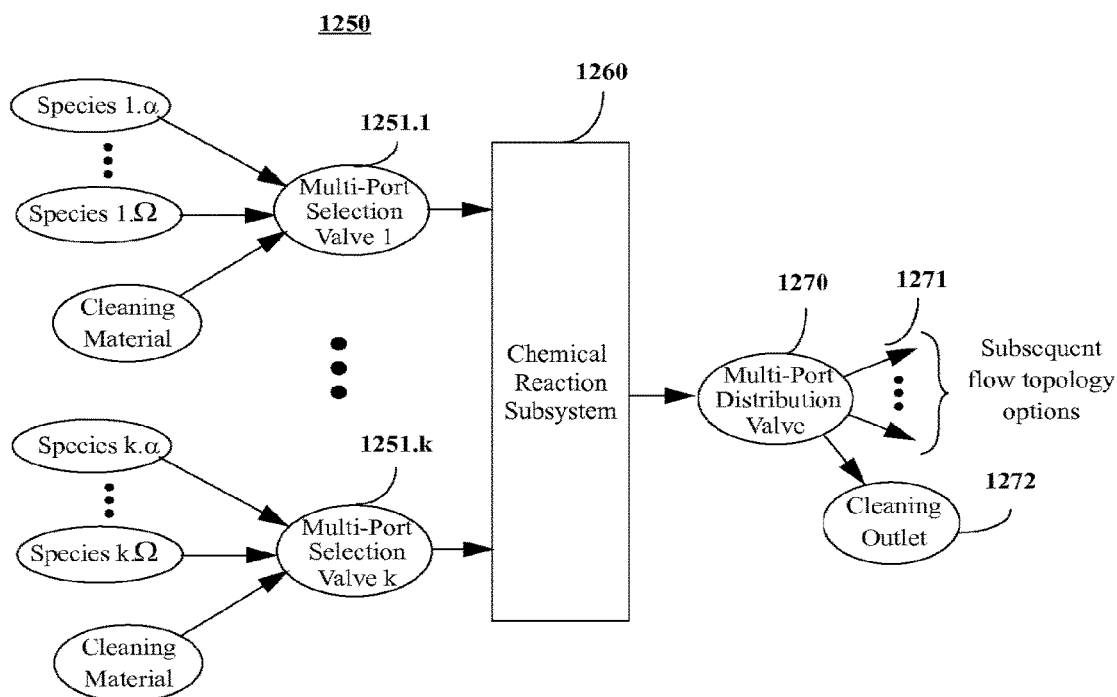 1250
1260
Species 1.α
1251.1
Multi-Port
Selection
Valve 1
Species 1.Ω
Cleaning
Material
1270
1271
Chemical
Reaction
Subsystem
Multi-Port
Distribution
Valve
Subsequent
flow topology
options
Species k.α
1251.k
Multi-Port
Selection
Valve k
Species k.Ω
1272
Cleaning
Outlet
Cleaning
Material